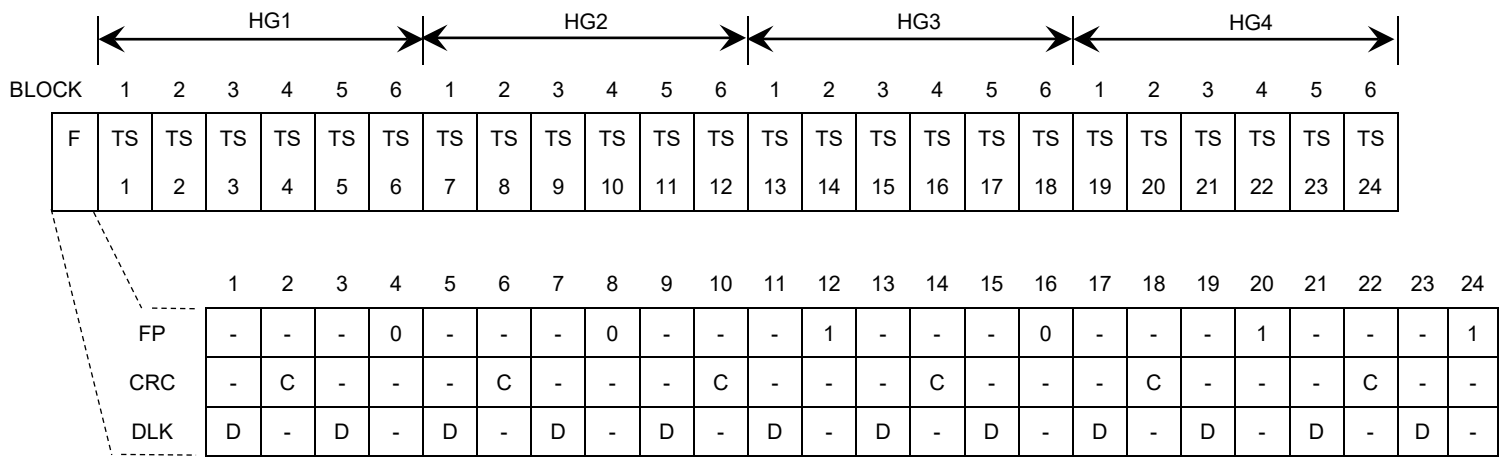 HG1 HG2 HG3 HG4
BLOCK 1 2 3 4 5 6 1 2 3 4 5 6 1 2 3 4 5 6 1 2 3 4 5 6
F TS TS TS TS TS TS TS TS TS TS TS TS TS TS TS TS TS TS TS TS TS TS TS TS
1 2 3 4 5 6 7 8 9 10 11 12 13 14 15 16 17 18 19 20 21 22 23 24
1 2 3 4 5 6 7 8 9 10 11 12 13 14 15 16 17 18 19 20 21 22 23 24
FP - - - 0 - - - 0 - - - 1 - - - 0 - - - 1 - - - 1
CRC - C - - - C - - - C - - - C - - - C - - - C - -
DLK D - D - D - D - D - D - D - D - D - D - D - D -